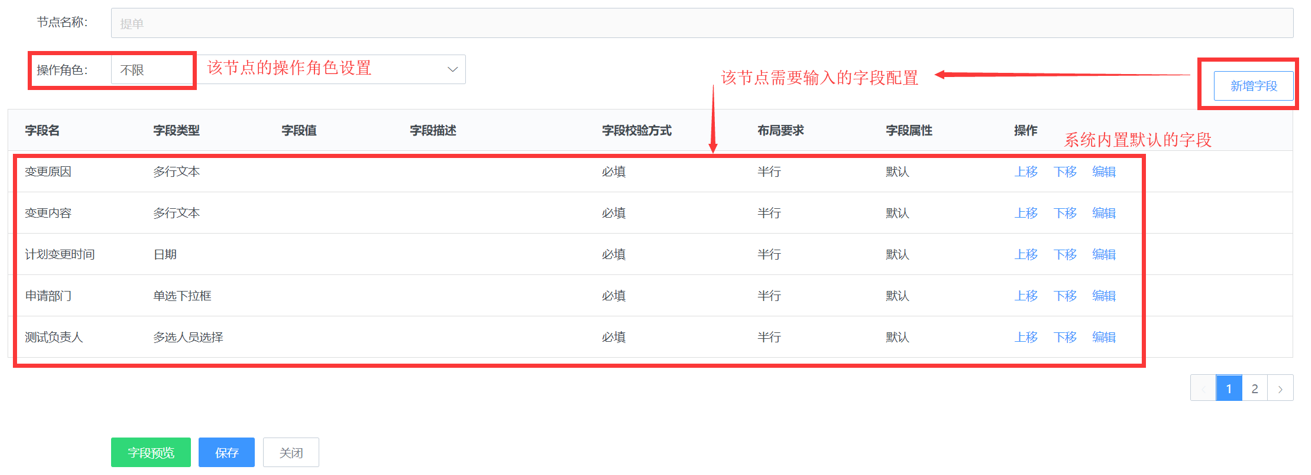 节点名称： 提单
操作角色： 不限 该节点的操作角色设置
该节点需要输入的字段配置 新增字段
字段名 字段类型 字段值 字段描述 字段校验方式 布局要求 字段属性 操作
系统内置默认的字段
变更原因 多行文本 必填 半行 默认 上移 下移 编辑
变更内容 多行文本 必填 半行 默认 上移 下移 编辑
计划变更时间 日期 必填 半行 默认 上移 下移 编辑
申请部门 单选下拉框 必填 半行 默认 上移 下移 编辑
测试负责人 多选人员选择 必填 半行 默认 上移 下移 编辑
1 2
字段预览 保存 关闭